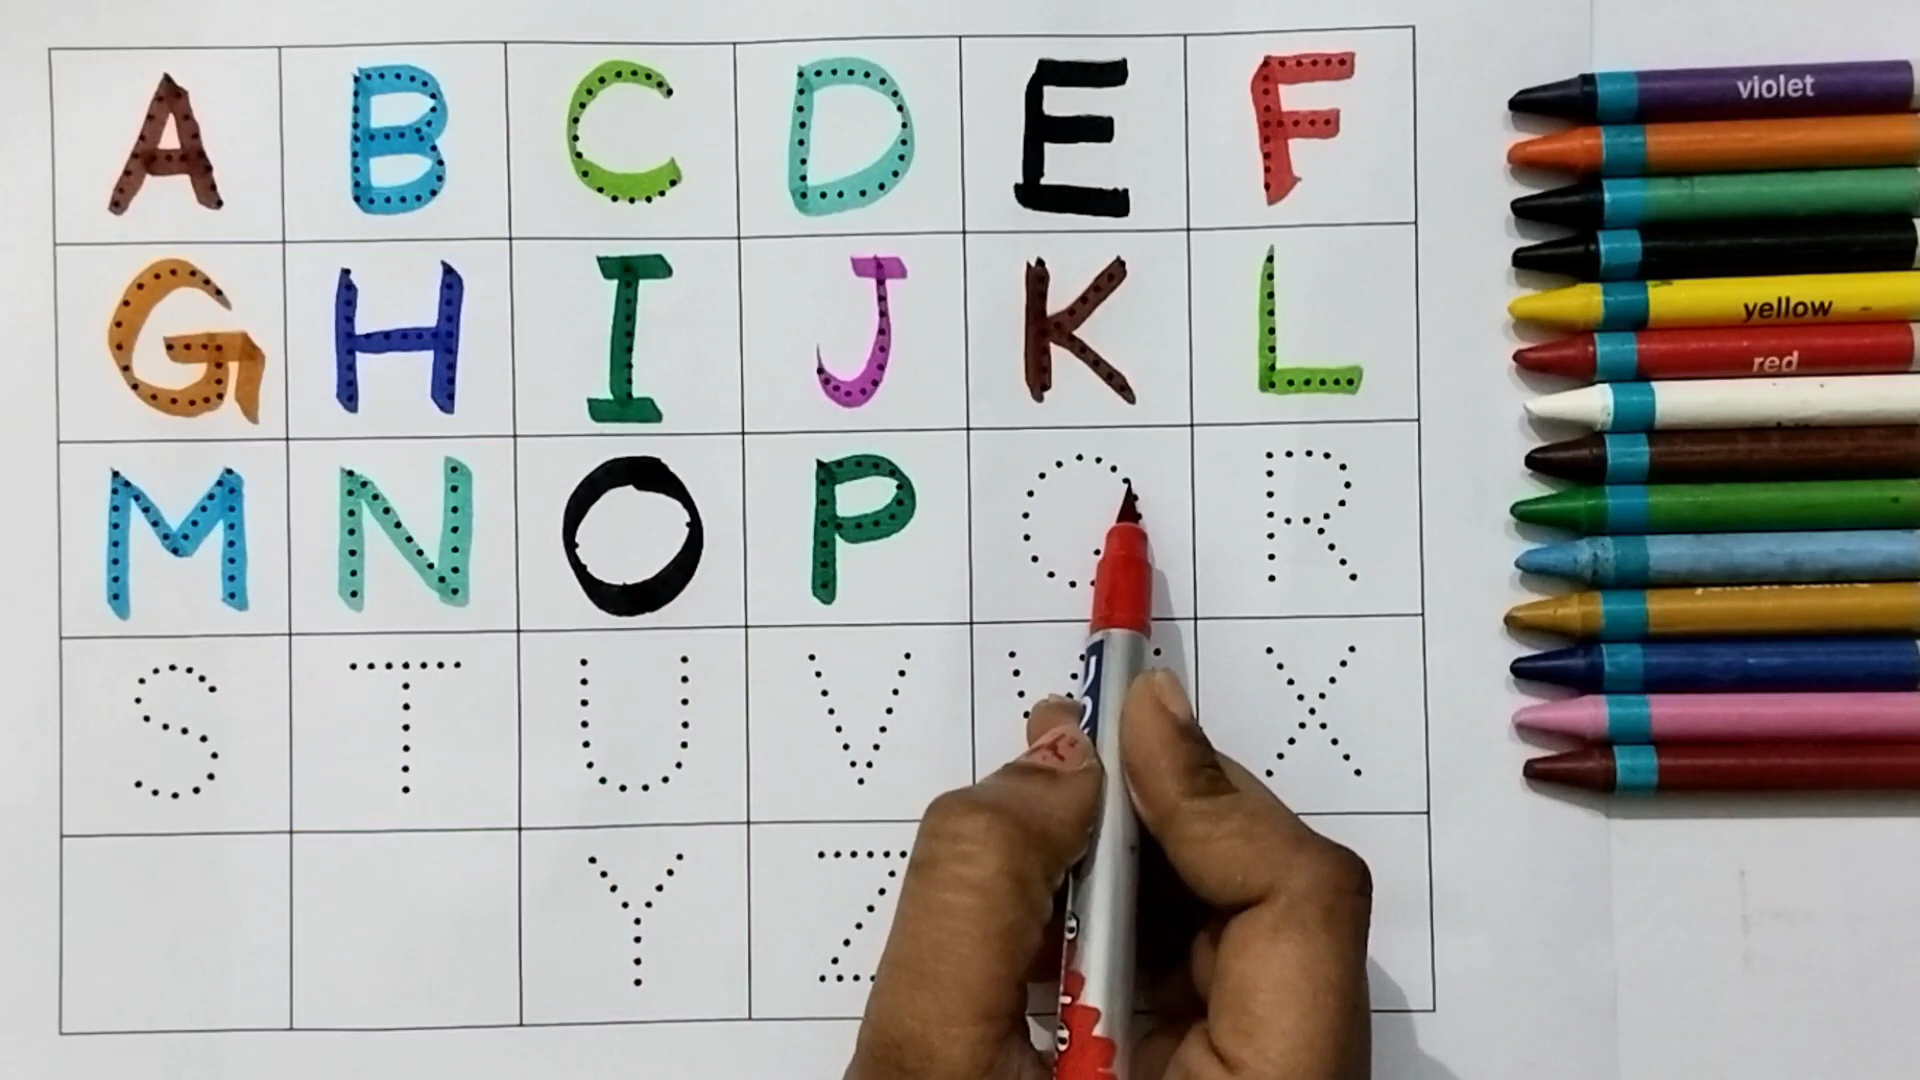 A B C D E F
G H I J K L
M N O P Q R
S T U V W X
Y Z
violet
yellow
red